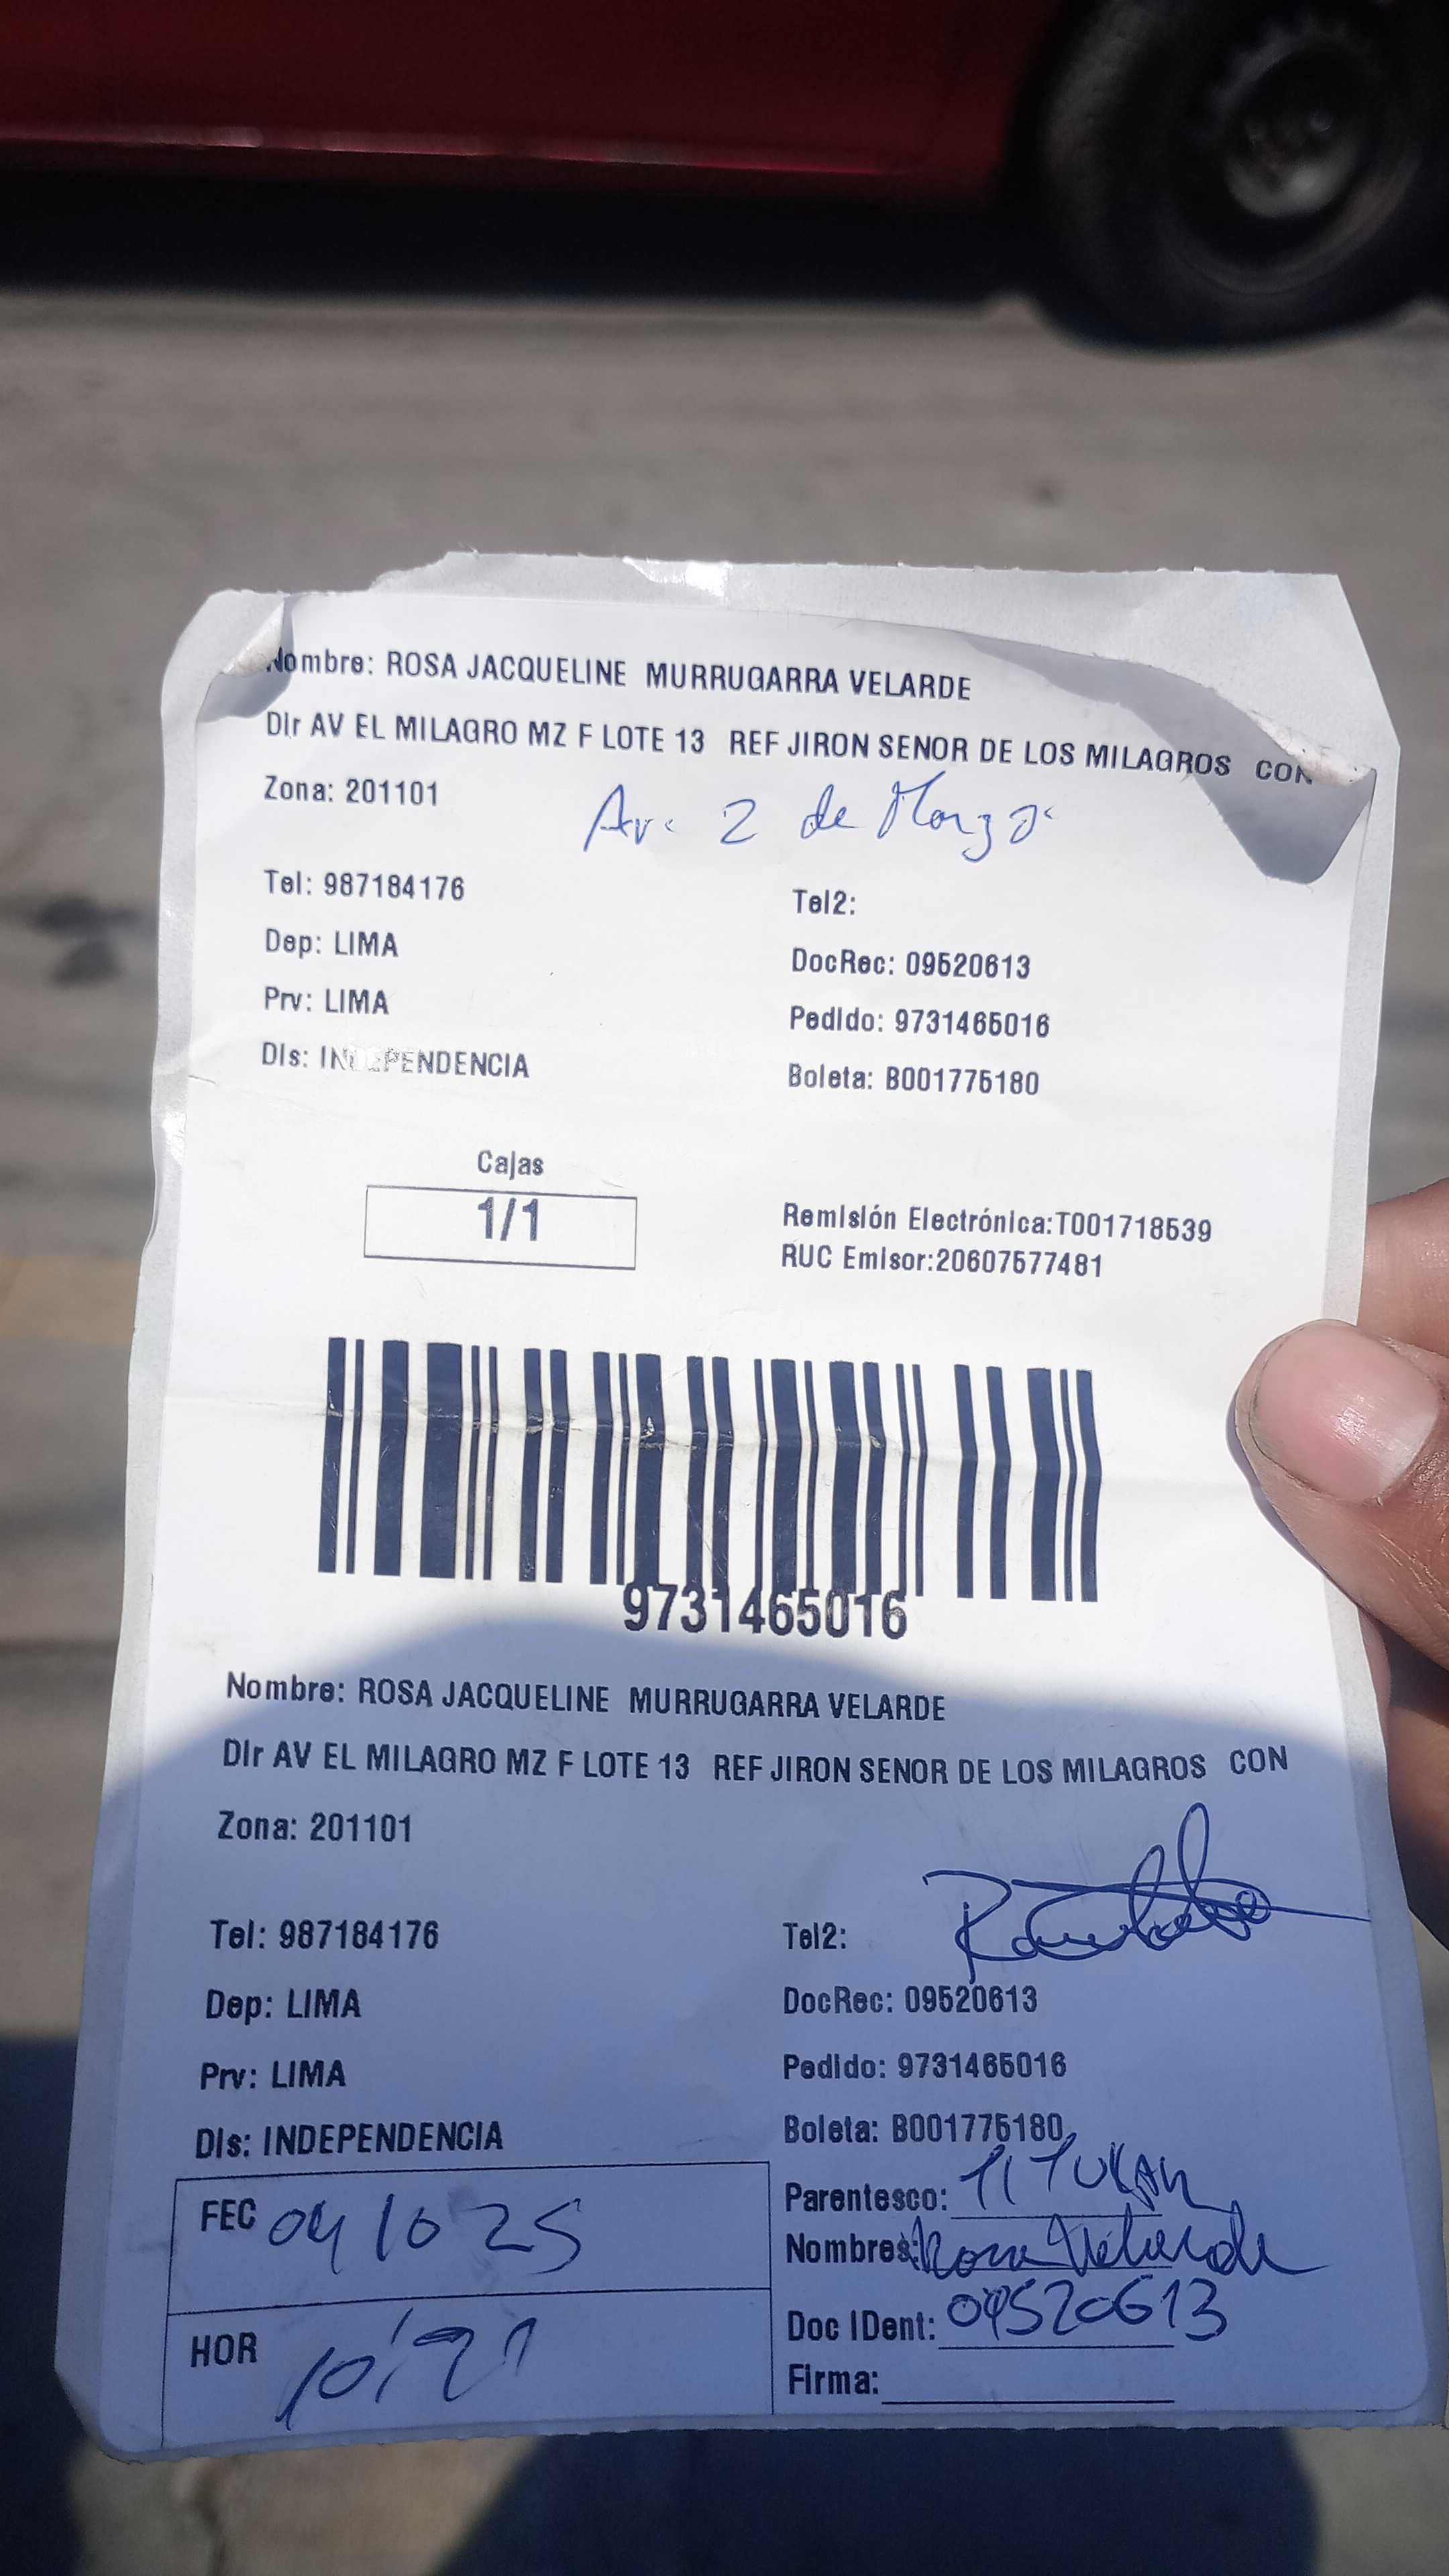 Nombre: ROSA JACQUELINE MURRUGARRA VELARDE
Dir AV EL MILAGRO MZ F LOTE 13 REF JIRON SENOR DE LOS MILAGROS CON
Zona: 201101
Av. 2 de Marzo
Tel: 987184176
Tel2:
Dep: LIMA
DocRec: 09520613
Prv: LIMA
Pedido: 9731465016
Dis: INDEPENDENCIA
Boleta: B001775180
Cajas
1/1
Remisión Electrónica:T001718539
RUC Emisor:20607577481
9731465016
Nombre: ROSA JACQUELINE MURRUGARRA VELARDE
Dir AV EL MILAGRO MZ F LOTE 13 REF JIRON SENOR DE LOS MILAGROS CON
Zona: 201101
Tel: 987184176
Tel2:
Dep: LIMA
DocRec: 09520613
Prv: LIMA
Pedido: 9731465016
Dis: INDEPENDENCIA
Boleta: B001775180
FEC 04 10 25
Parentesco: TITULAR
Nombres: Rosa Velarde
HOR
Doc IDent: 09520613
Firma: